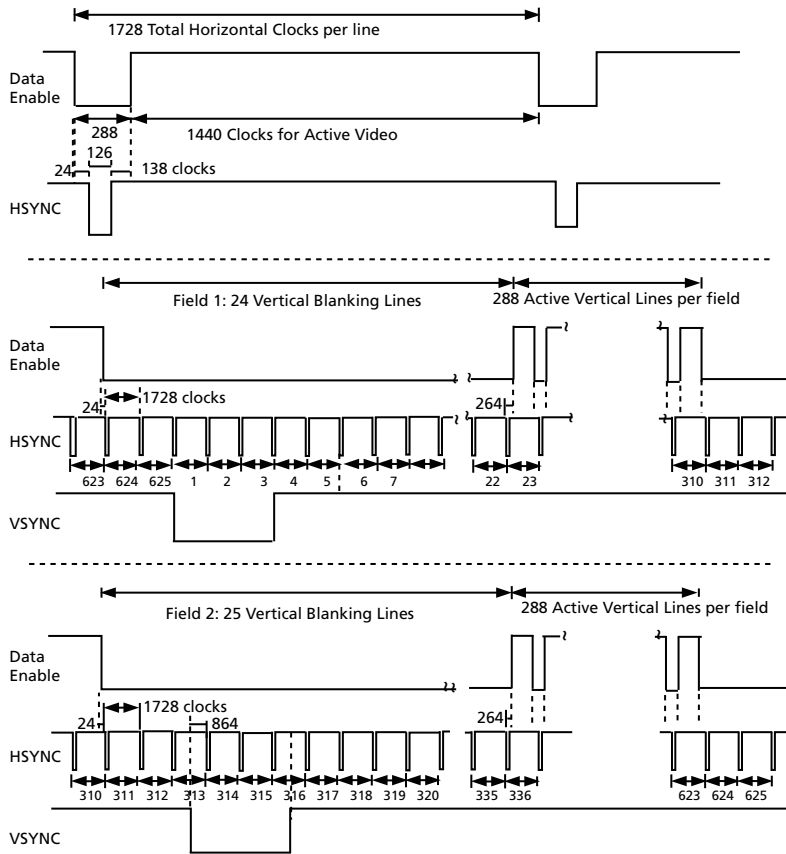 1728 Total Horizontal Clocks per line
Data
Enable
288
1440 Clocks for Active Video
126
24
138 clocks
HSYNC
Field 1: 24 Vertical Blanking Lines
288 Active Vertical Lines per field
Data
Enable
1728 clocks
24
264
HSYNC
623 624 625 1 2 3 4 5 6 7 22 23 310 311 312
VSYNC
Field 2: 25 Vertical Blanking Lines
288 Active Vertical Lines per field
Data
Enable
1728 clocks
24
864
264
HSYNC
310 311 312 313 314 315 316 317 318 319 320 335 336 623 624 625
VSYNC